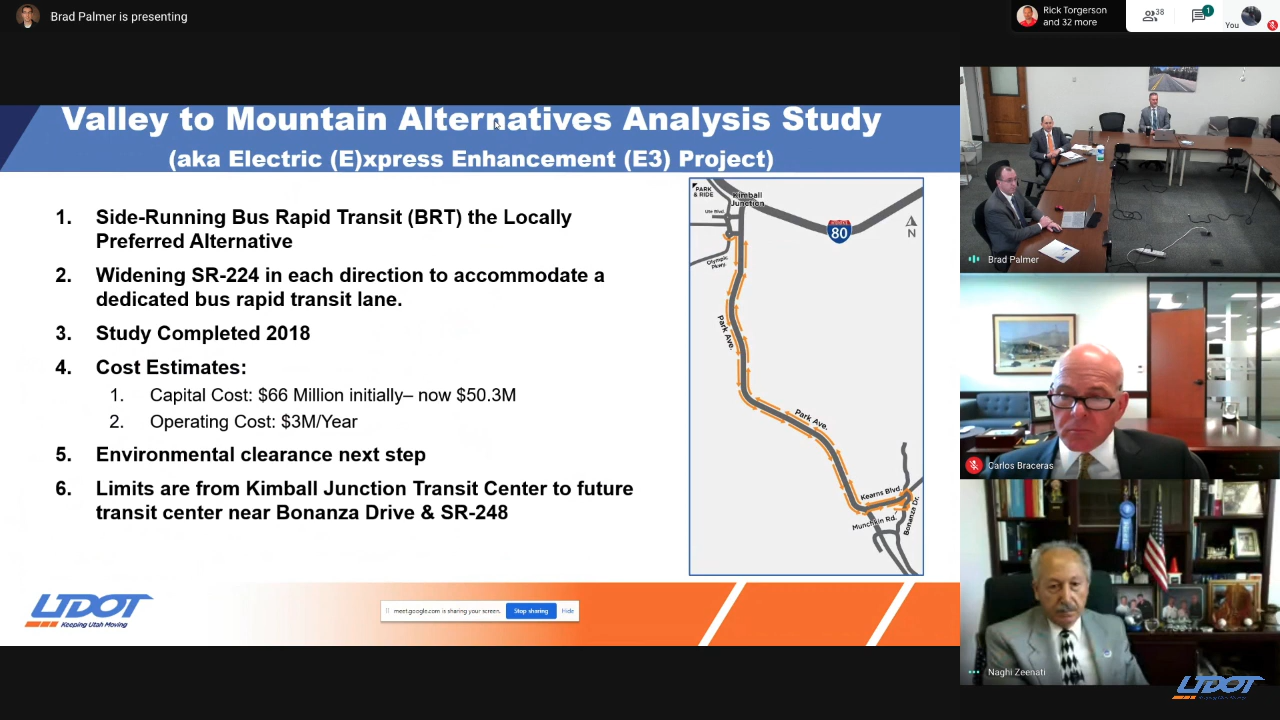 Brad Palmer is presenting
Rick Torgerson
and 32 more
38
1
You
Valley to Mountain Alternatives Analysis Study
(aka Electric (E)xpress Enhancement (E3) Project)
1. Side-Running Bus Rapid Transit (BRT) the Locally
Preferred Alternative
2. Widening SR-224 in each direction to accommodate a
dedicated bus rapid transit lane.
3. Study Completed 2018
4. Cost Estimates:
1. Capital Cost: $66 Million initially– now $50.3M
2. Operating Cost: $3M/Year
5. Environmental clearance next step
6. Limits are from Kimball Junction Transit Center to future
transit center near Bonanza Drive & SR-248
PARK
& RIDE
Kimball
Junction
Ute Blvd.
Olympic
Pkwy.
80
N
Park Ave.
Park Ave.
Kearns Blvd.
Munchkin Rd.
Bonanza Dr.
UDOT
Keeping Utah Moving
meet.google.com is sharing your screen.
Stop sharing
Hide
Brad Palmer
Carlos Braceras
Naghi Zeenati
UDOT